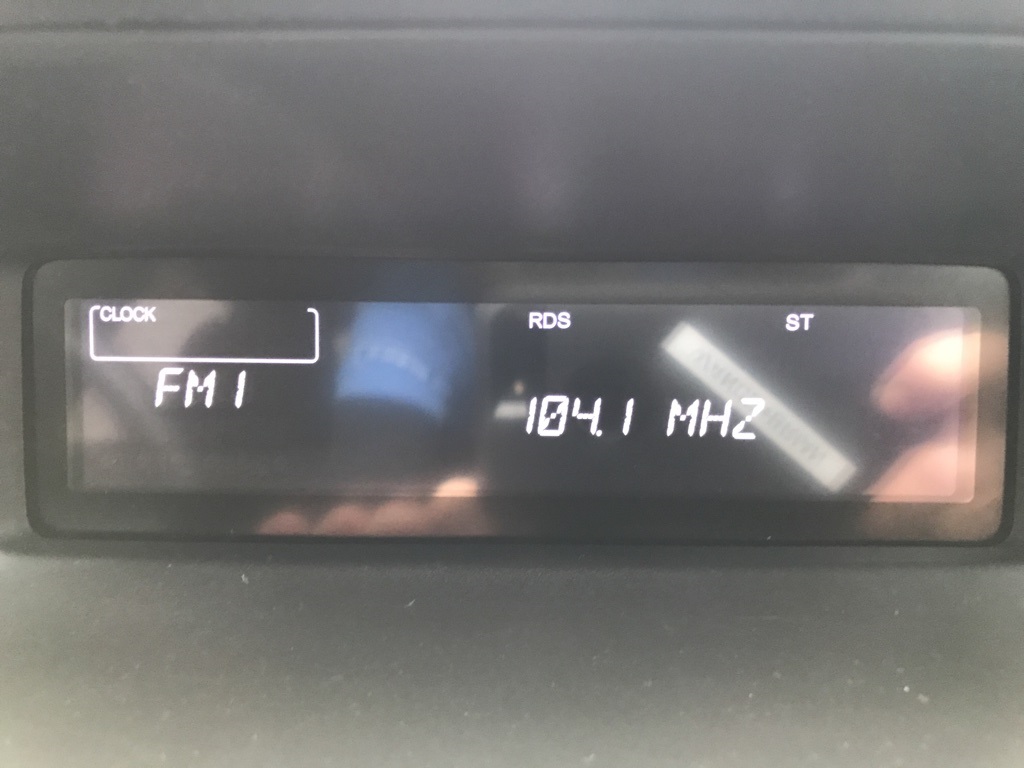 CLOCK RDS ST
FM1 104.1 MHZ